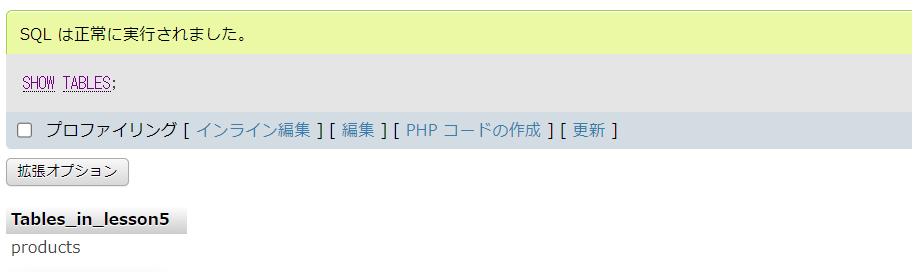 SQL は正常に実行されました。
SHOW TABLES;
プロファイリング [ インライン編集 ] [ 編集 ] [ PHP コードの作成 ] [ 更新 ]
拡張オプション
Tables_in_lesson5
products